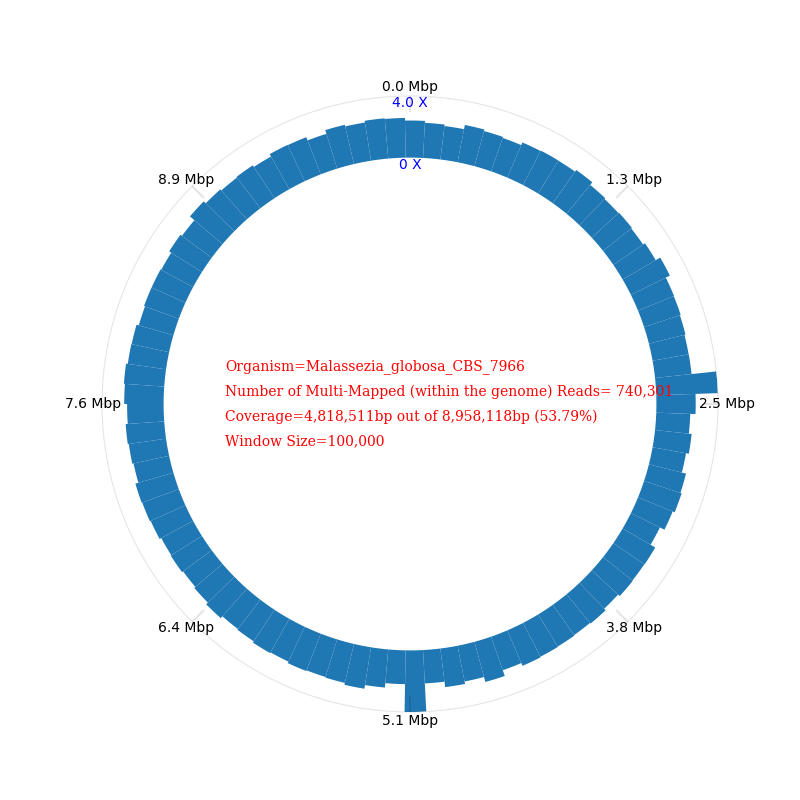 0.0 Mbp
4.0 X
0 X
8.9 Mbp
1.3 Mbp
Organism=Malassezia_globosa_CBS_7966
Number of Multi-Mapped (within the genome) Reads= 740,301
7.6 Mbp
2.5 Mbp
Coverage=4,818,511bp out of 8,958,118bp (53.79%)
Window Size=100,000
6.4 Mbp
3.8 Mbp
5.1 Mbp